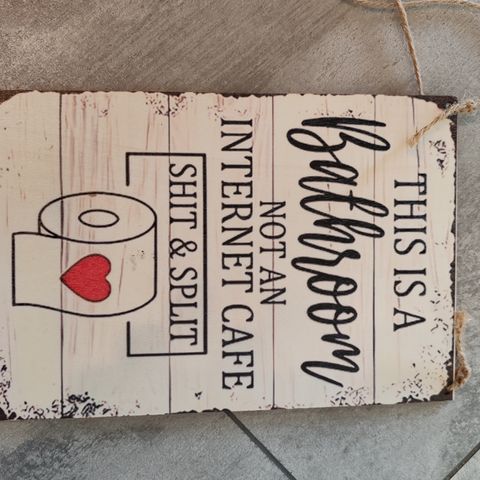 THIS IS A
Bathroom
NOT AN
INTERNET CAFE
SHIT & SPLIT